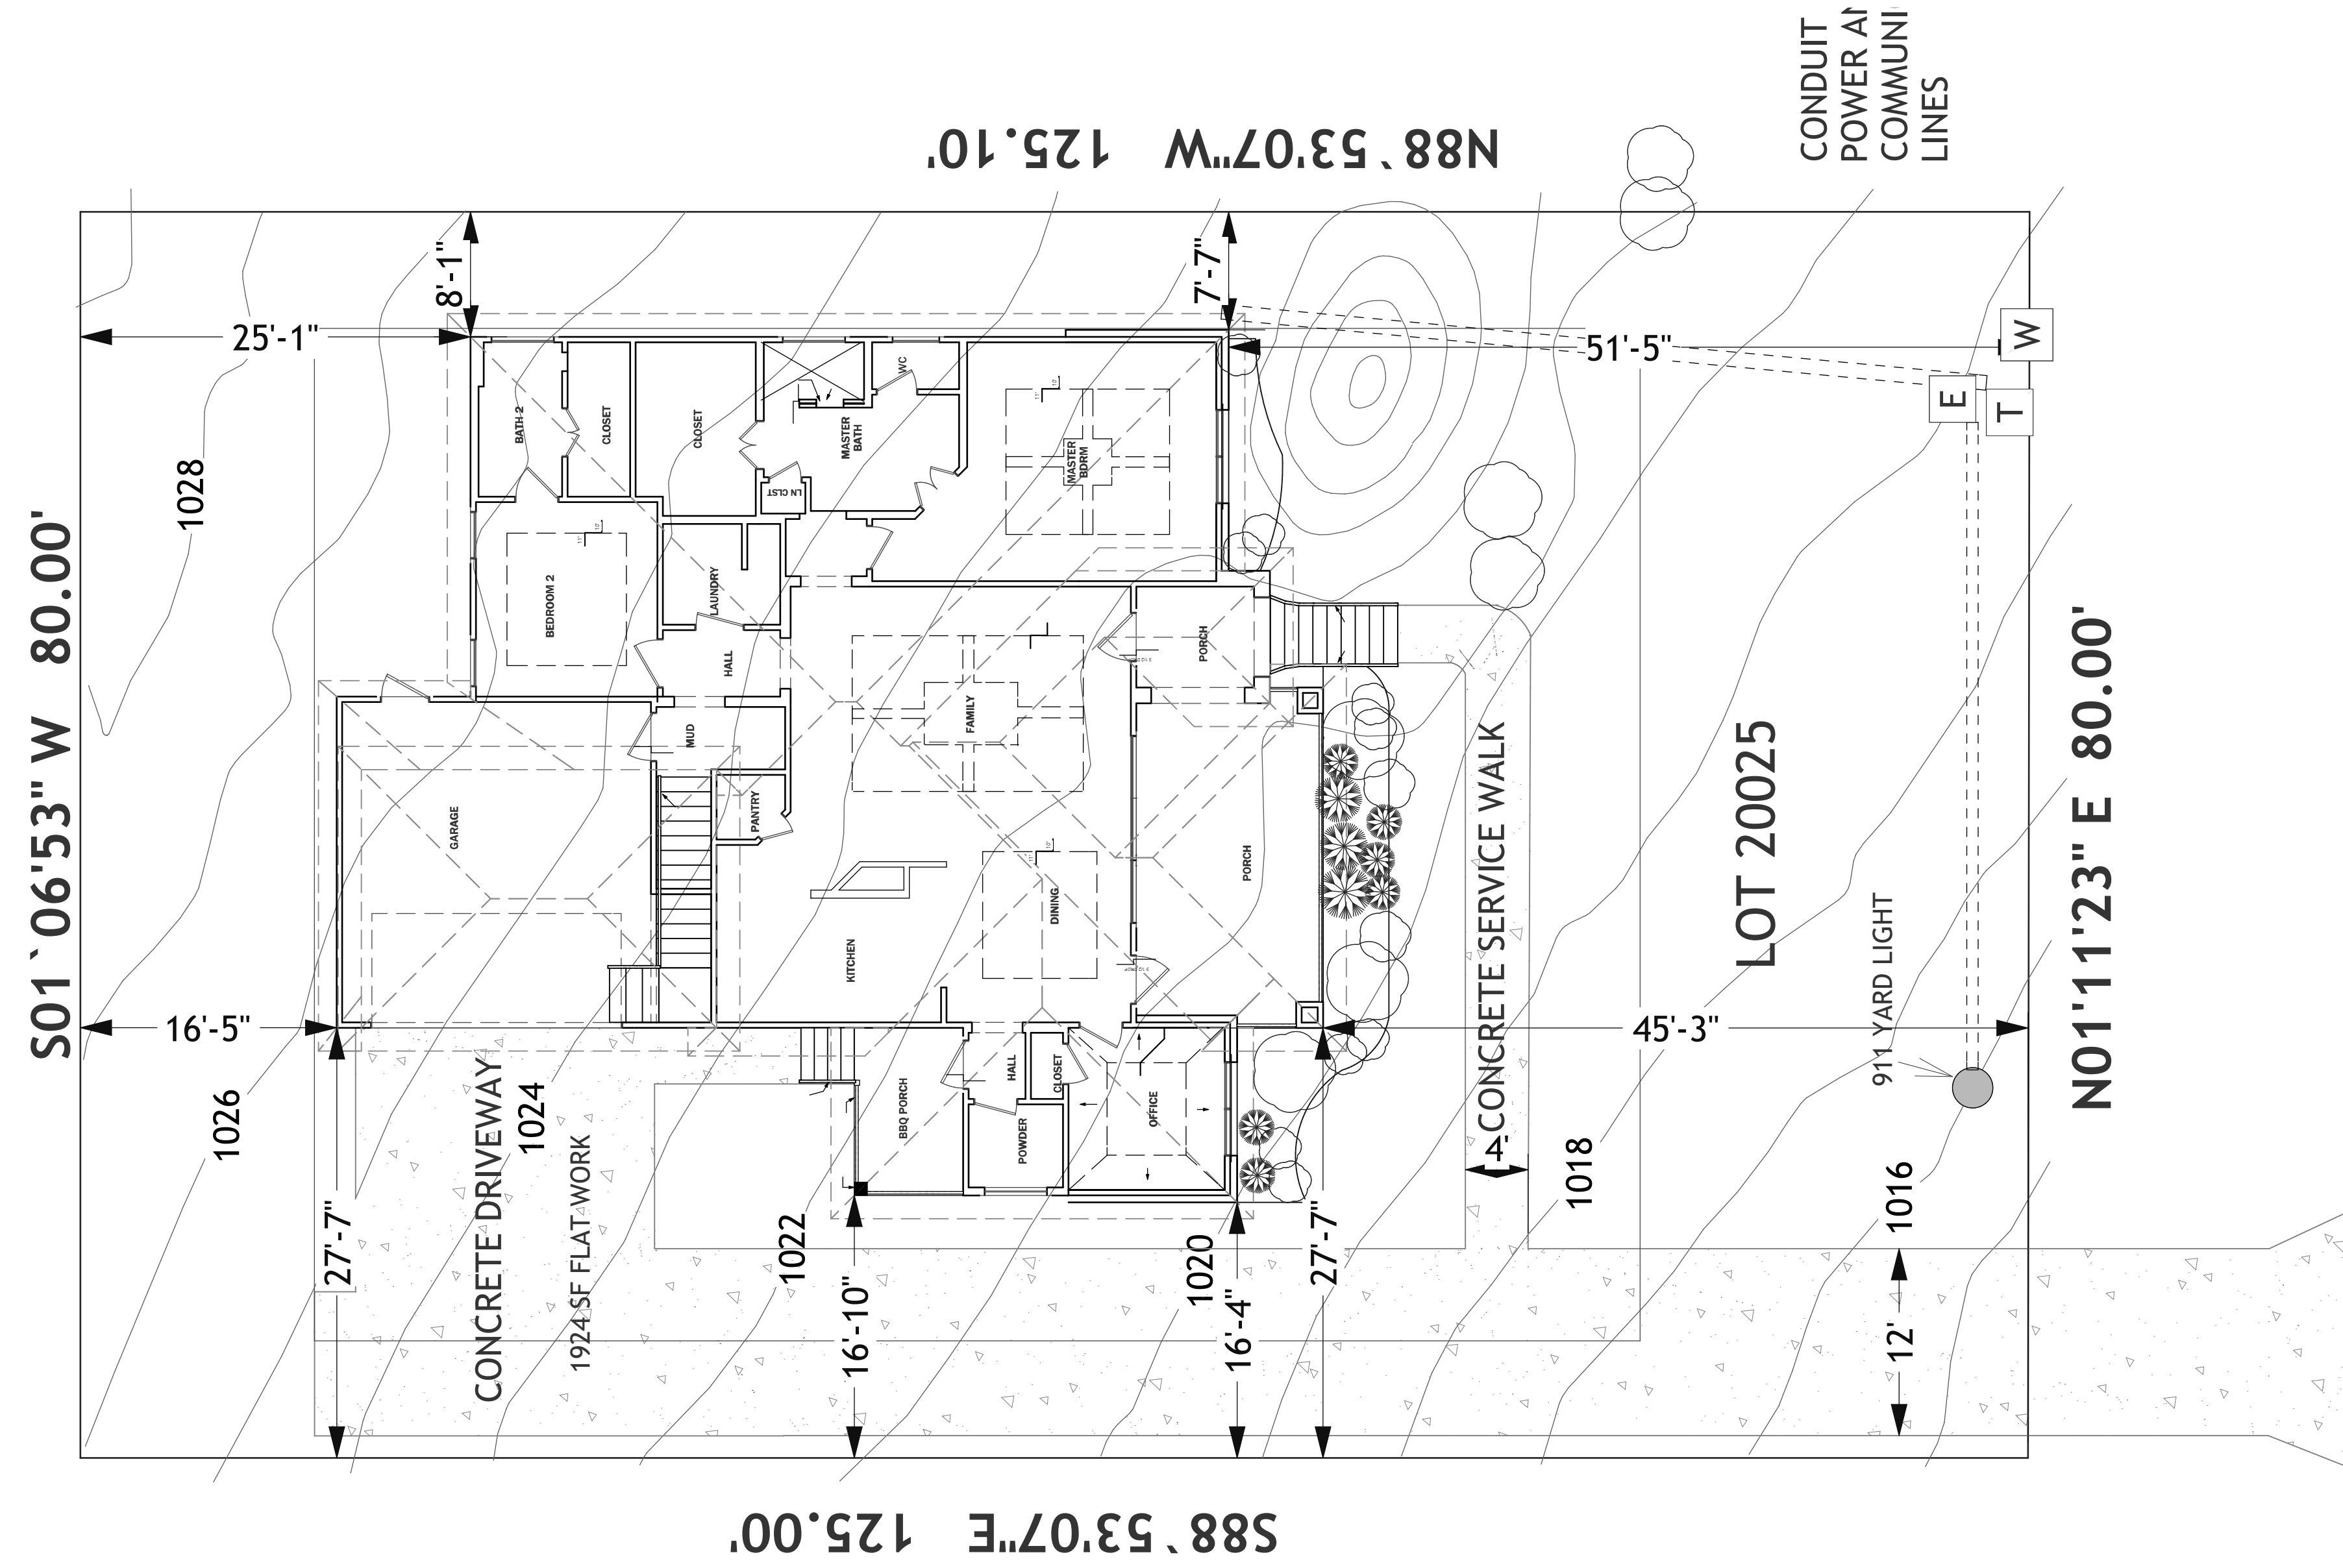 CONDUIT
POWER
LINES
N88`53'07"W 125.10'
8'-1"
7'-7"
25'-1"
51'-5"
W
E
T
WC
BATH 2
CLOSET
CLOSET
MASTER
BATH
MASTER
BDRM
LN CLST
1028
S01`06'53" W 80.00'
BEDROOM 2
LAUNDRY
HALL
PORCH
MUD
FAMILY
GARAGE
PANTRY
KITCHEN
DINING
PORCH
CONCRETE SERVICE WALK
LOT 20025
N01'11'23" E 80.00'
911 YARD LIGHT
16'-5"
45'-3"
1026
CONCRETE DRIVEWAY
1924 SF FLATWORK
1024
BBQ PORCH
HALL
CLOSET
POWDER
OFFICE
4'
1018
1016
27'-7"
1022
16'-10"
1020
16'-4"
27'-7"
12'
S88`53'07"E 125.00'